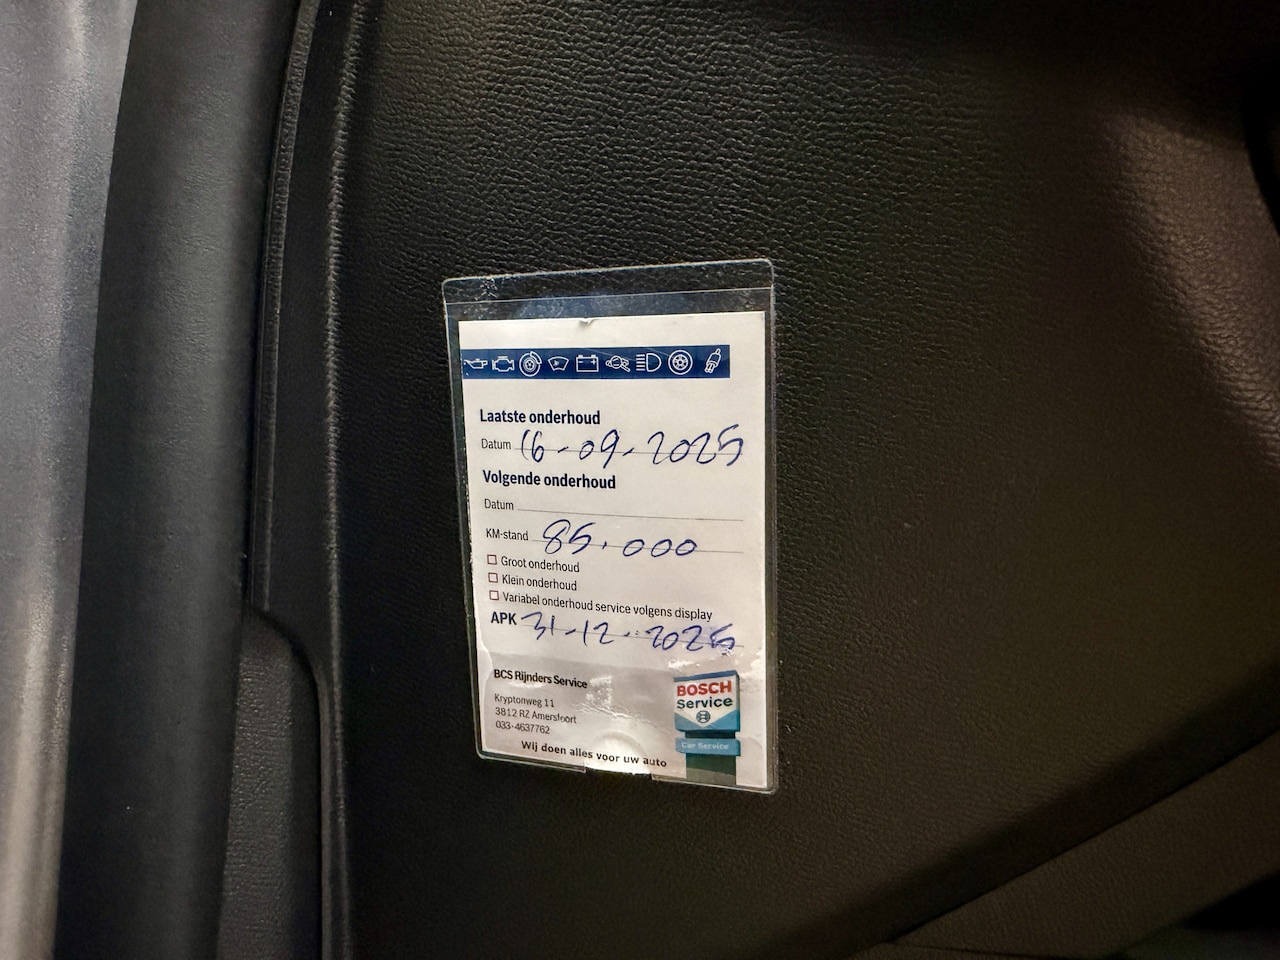 Laatste onderhoud
Datum 16-09-2025
Volgende onderhoud
Datum
KM-stand 85.000
Groot onderhoud
Klein onderhoud
Variabel onderhoud service volgens display
APK 31-12-2025
BCS Rijnders Service
Kryptonweg 11
3812 RZ Amersfoort
033-4637762
Wij doen alles voor uw auto
BOSCH
Service
Car Service